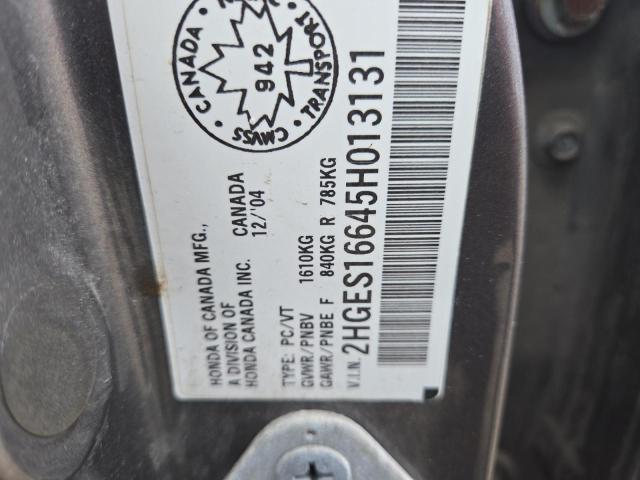 CANADA
942
TRANSPORT
CMVSS
HONDA OF CANADA MFG.,
A DIVISION OF
HONDA CANADA INC.
CANADA
12/'04
TYPE: PC/VT
GVWR/PNBV 1610KG
GAWR/PNBE F 840KG R 785KG
V.I.N. 2HGES16645H013131